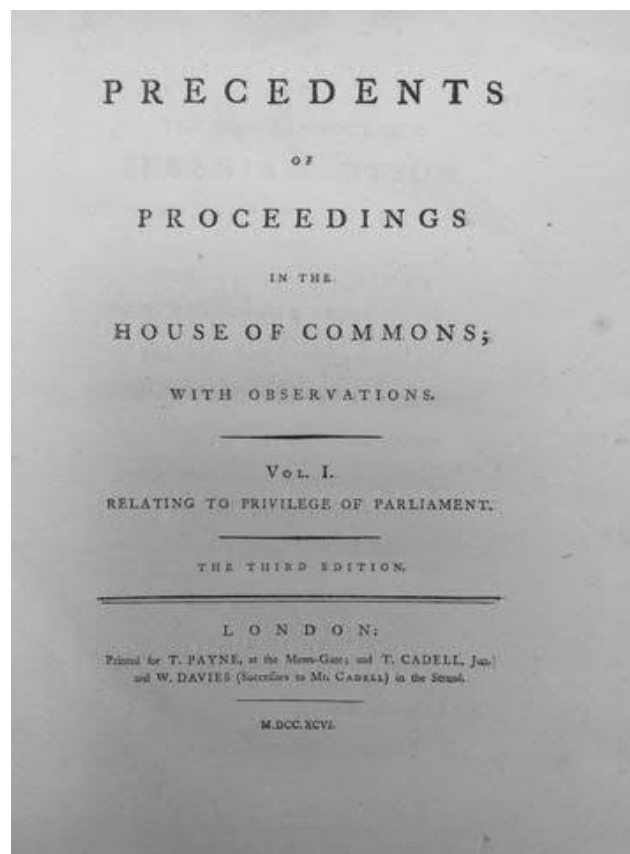 PRECEDENTS
OF
PROCEEDINGS
IN THE
HOUSE OF COMMONS;
WITH OBSERVATIONS.
VOL. I.
RELATING TO PRIVILEGE OF PARLIAMENT.
THE THIRD EDITION.
LONDON:
Printed for T. PAYNE, at the Mews-Gate; and T. CADELL, Jun.
and W. DAVIES (Successors to Mr. CADELL) in the Strand.
M.DCC.XCVI.